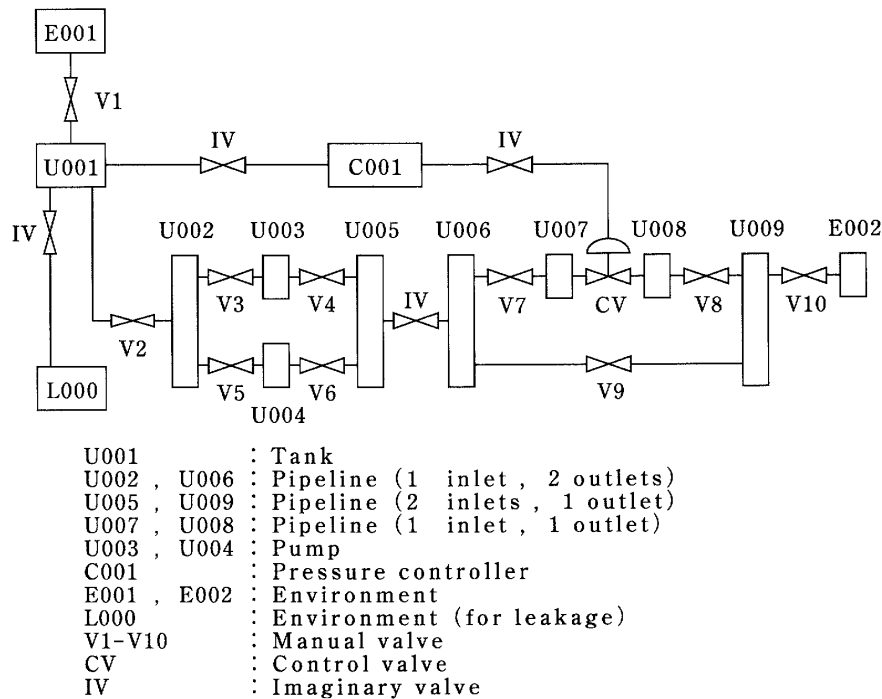 E001
V1
IV
IV
U001
C001
IV
U002
U003
U005
U006
U007
U008
U009
E002
V3
V4
IV
V7
CV
V8
V10
V2
L000
V5
V6
V9
U004
U001 : Tank
U002 , U006 : Pipeline (1 inlet , 2 outlets)
U005 , U009 : Pipeline (2 inlets , 1 outlet)
U007 , U008 : Pipeline (1 inlet , 1 outlet)
U003 , U004 : Pump
C001 : Pressure controller
E001 , E002 : Environment
L000 : Environment (for leakage)
V1-V10 : Manual valve
CV : Control valve
IV : Imaginary valve